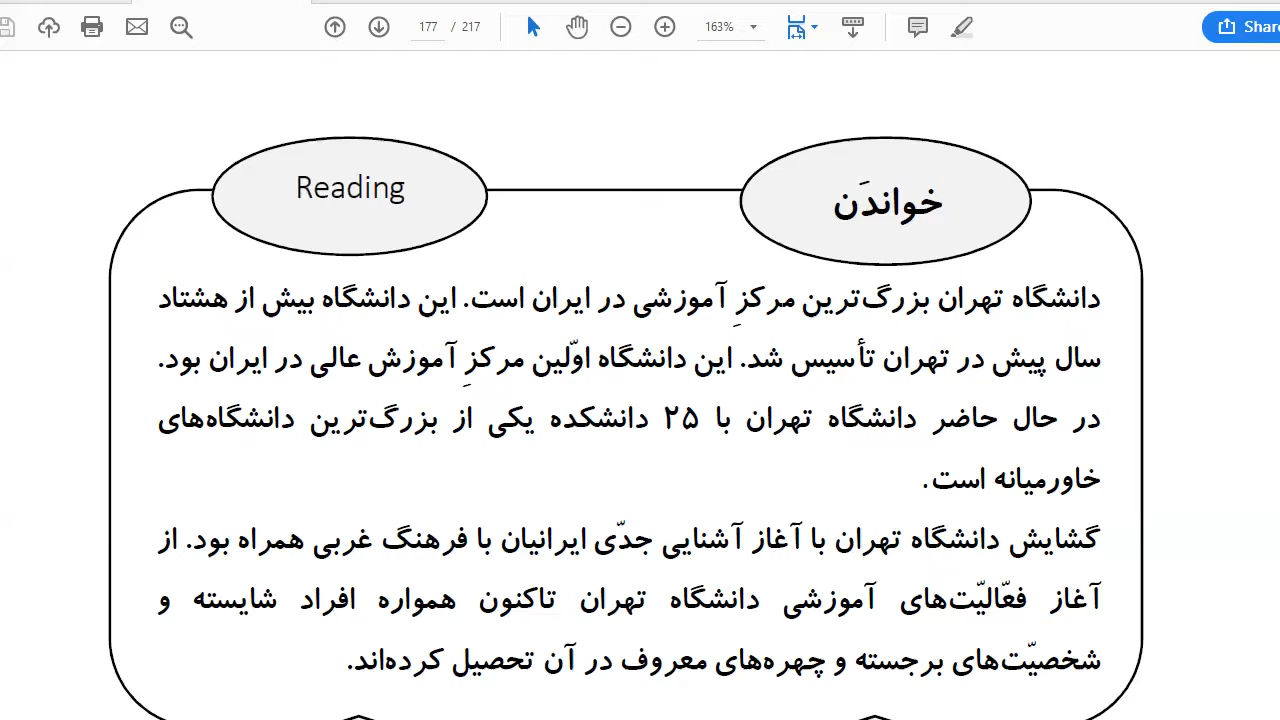 177 / 217
163%
Share
Reading
خواندَن
دانشگاه تهران بزرگ‌ترین مرکزِ آموزشی در ایران است. این دانشگاه بیش از هشتاد
سال پیش در تهران تأسیس شد. این دانشگاه اوّلین مرکزِ آموزش عالی در ایران بود.
در حال حاضر دانشگاه تهران با ۲۵ دانشکده یکی از بزرگ‌ترین دانشگاه‌های
خاورمیانه است.
گشایش دانشگاه تهران با آغاز آشنایی جدّی ایرانیان با فرهنگ غربی همراه بود. از
آغاز فعّالیّت‌های آموزشی دانشگاه تهران تاکنون همواره افراد شایسته و
شخصیّت‌های برجسته و چهره‌های معروف در آن تحصیل کرده‌اند.